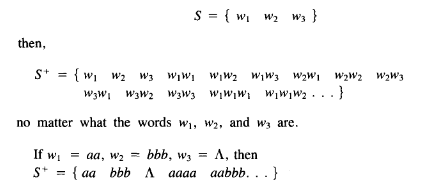 S = { w₁ w₂ w₃ }
then,
S⁺ = { w₁ w₂ w₃ w₁w₁ w₁w₂ w₁w₃ w₂w₁ w₂w₂ w₂w₃
w₃w₁ w₃w₂ w₃w₃ w₁w₁w₁ w₁w₁w₂ . . . }
no matter what the words w₁, w₂, and w₃ are.
If w₁ = aa, w₂ = bbb, w₃ = Λ, then
S⁺ = { aa bbb Λ aaaa aabbb. . . }